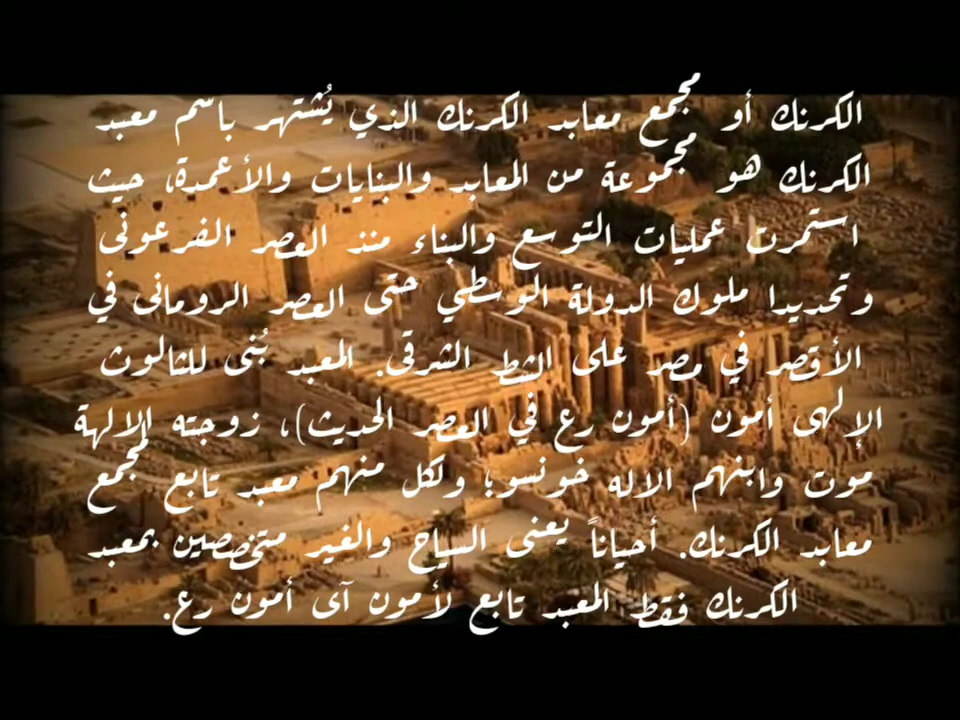 الكرنك أو مجمع معابد الكرنك الذي يُشتهر باسم معبد
الكرنك هو مجموعة من المعابد والبنايات والأعمدة، حيث
استمرت عمليات التوسع والبناء منذ العصر الفرعونى
وتحديدا ملوك الدولة الوسطي حتى العصر الرومانى في
الأقصر في مصر على الشط الشرقى. المعبد بُنى للثالوث
الإلهى أمون (أمون رع في العصر الحديث)، زوجته الالهة
موت وابنهم الاله خونسو؛ ولكل منهم معبد تابع لمجمع
معابد الكرنك. أحياناً يعنى السياح والغير متخصصين بمعبد
الكرنك فقط المعبد تابع لأمون آى أمون رع.